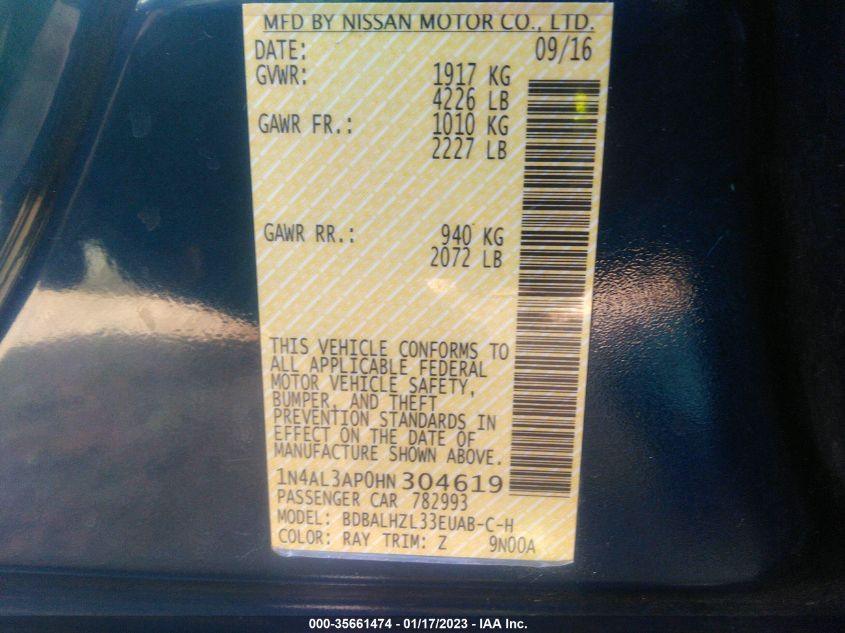 MFD BY NISSAN MOTOR CO., LTD.
DATE: 09/16
GVWR: 1917 KG
4226 LB
GAWR FR.: 1010 KG
2227 LB
GAWR RR.: 940 KG
2072 LB
THIS VEHICLE CONFORMS TO
ALL APPLICABLE FEDERAL
MOTOR VEHICLE SAFETY,
BUMPER, AND THEFT
PREVENTION STANDARDS IN
EFFECT ON THE DATE OF
MANUFACTURE SHOWN ABOVE.
1N4AL3AP0HN304619
PASSENGER CAR 782993
MODEL: BDBALHZL33EUAB-C-H
COLOR: RAY TRIM: Z 9N00A
000-35661474 - 01/17/2023 - IAA Inc.